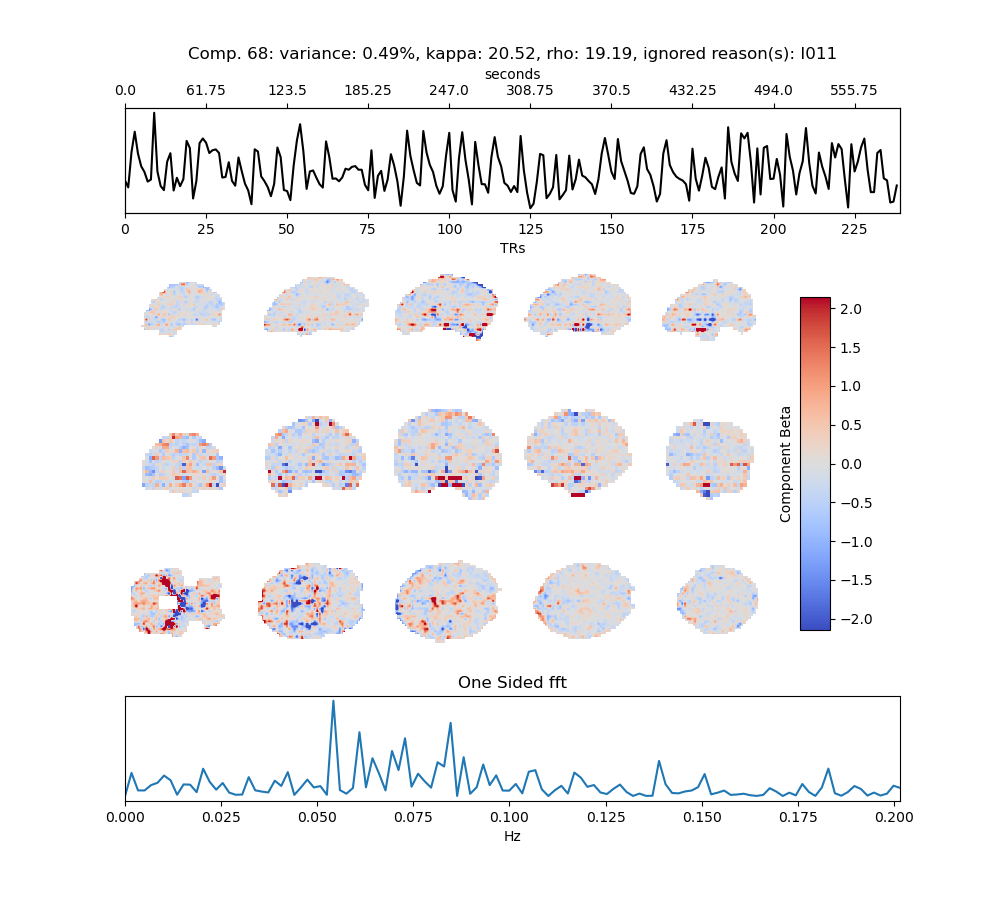 Comp. 68: variance: 0.49%, kappa: 20.52, rho: 19.19, ignored reason(s): I011
seconds
0.0 61.75 123.5 185.25 247.0 308.75 370.5 432.25 494.0 555.75
0 25 50 75 100 125 150 175 200 225
TRs
Component Beta
2.0
1.5
1.0
0.5
0.0
−0.5
−1.0
−1.5
−2.0
One Sided fft
0.000 0.025 0.050 0.075 0.100 0.125 0.150 0.175 0.200
Hz